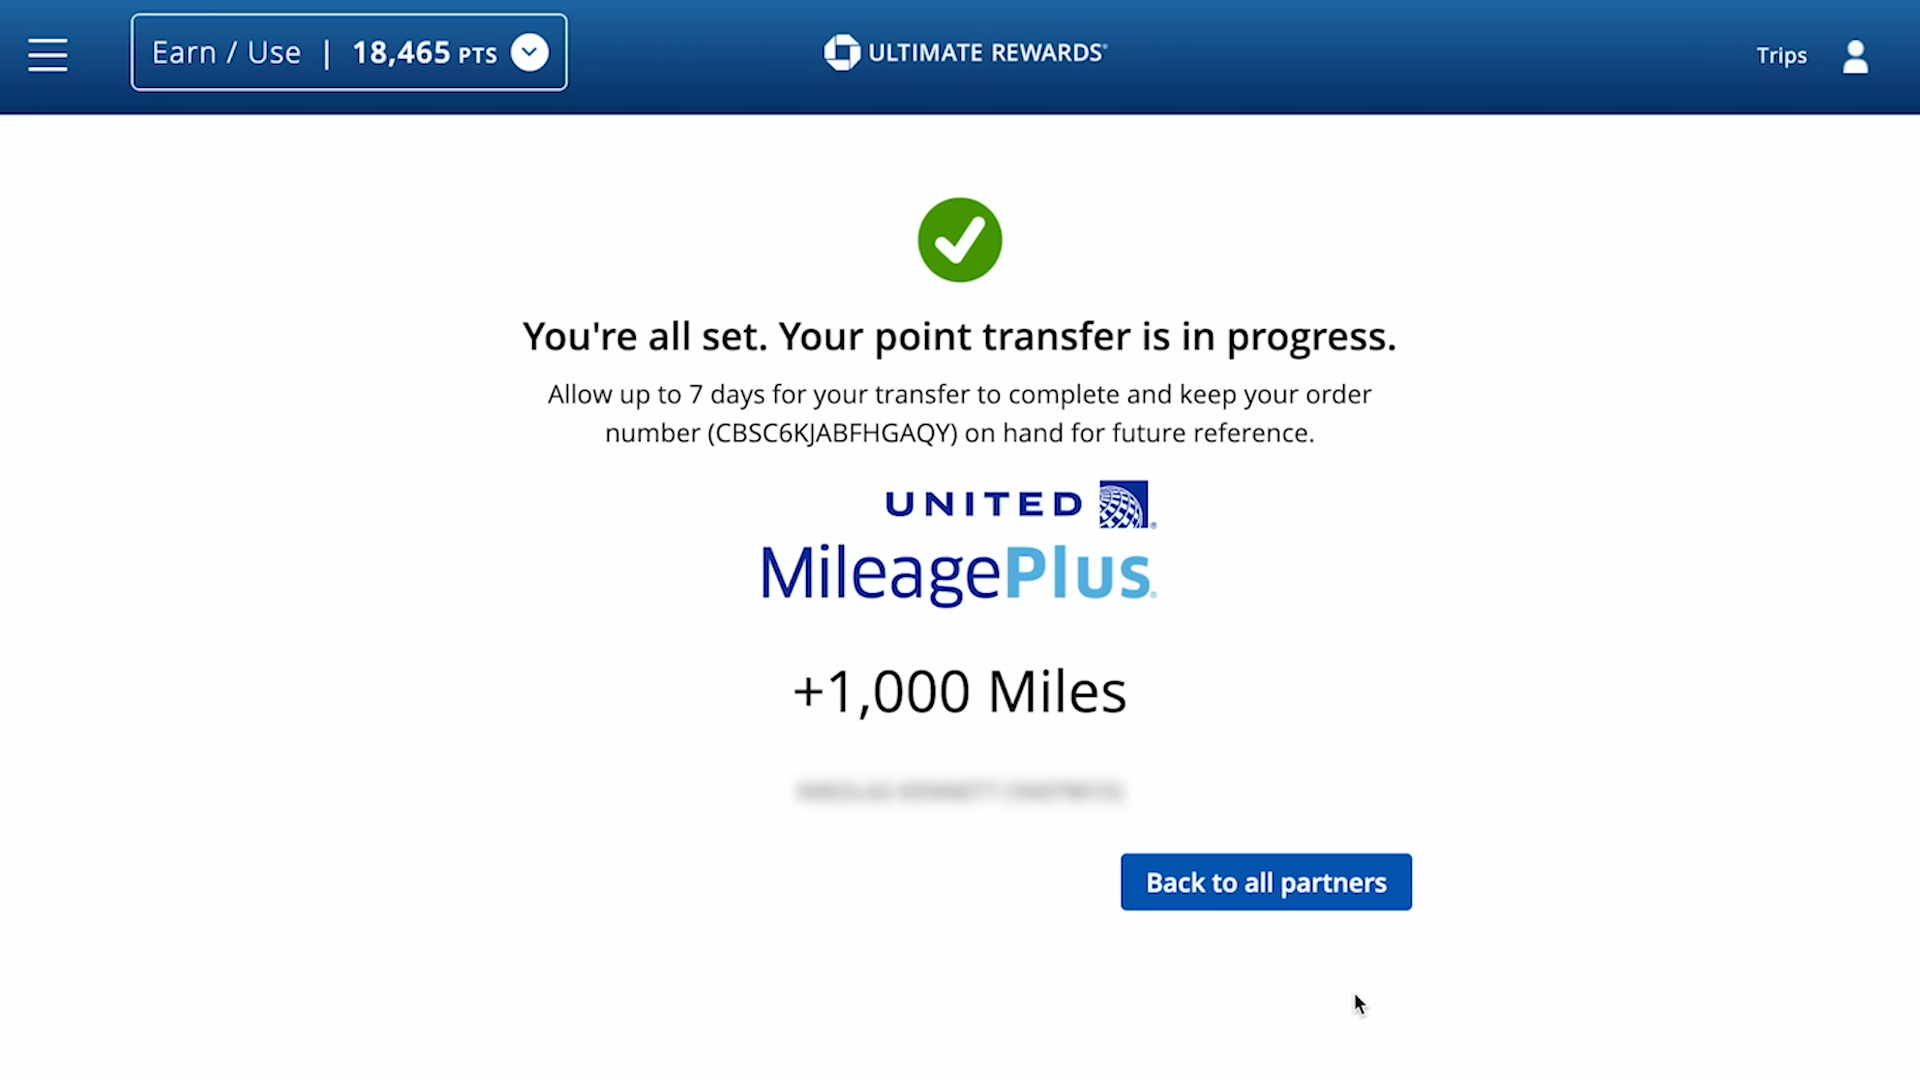 Earn / Use | 18,465 PTS
ULTIMATE REWARDS®
Trips
You're all set. Your point transfer is in progress.
Allow up to 7 days for your transfer to complete and keep your order
number (CBSC6KJABFHGAQY) on hand for future reference.
UNITED
MileagePlus
+1,000 Miles
Back to all partners